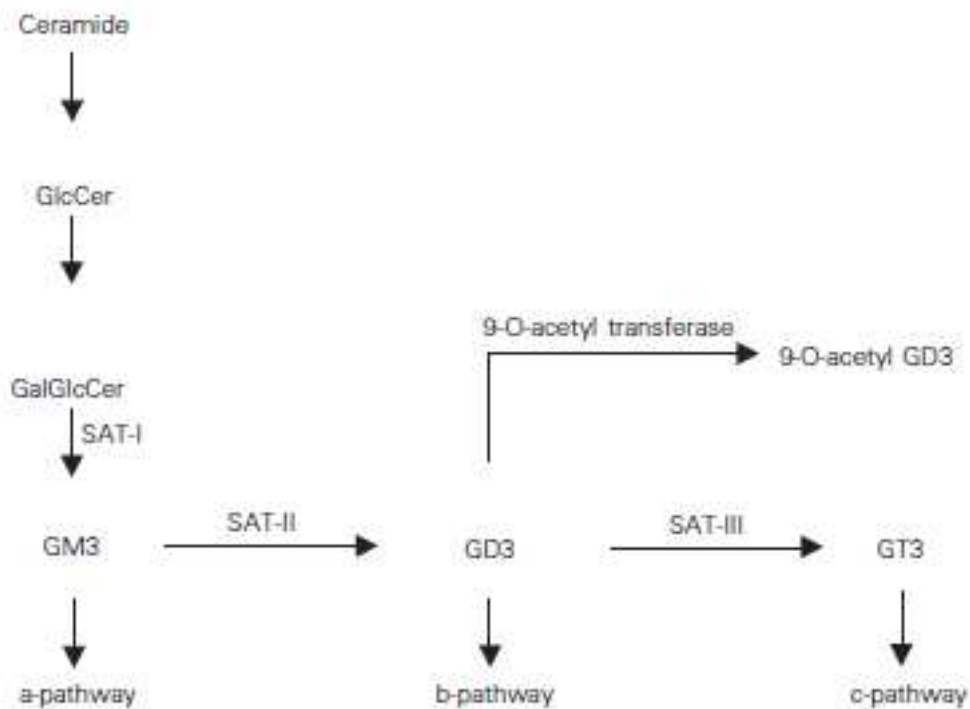 Ceramide
GlcCer
9-O-acetyl transferase
9-O-acetyl GD3
GalGlcCer
SAT-I
SAT-II
SAT-III
GM3
GD3
GT3
a-pathway
b-pathway
c-pathway